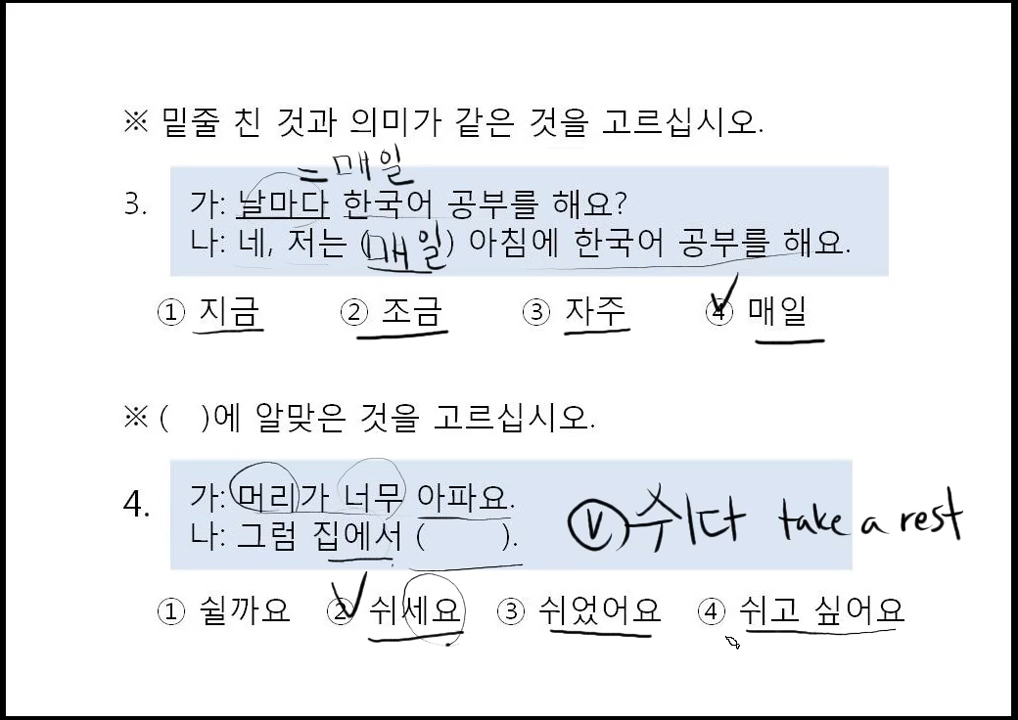 ※ 밑줄 친 것과 의미가 같은 것을 고르십시오.
= 매일
3. 가: 날마다 한국어 공부를 해요?
나: 네, 저는 (매일) 아침에 한국어 공부를 해요.
① 지금 ② 조금 ③ 자주 ④ 매일
※ ( )에 알맞은 것을 고르십시오.
4. 가: 머리가 너무 아파요.
나: 그럼 집에서 ( ).
V) 쉬다 take a rest
① 쉴까요 ② 쉬세요 ③ 쉬었어요 ④ 쉬고 싶어요